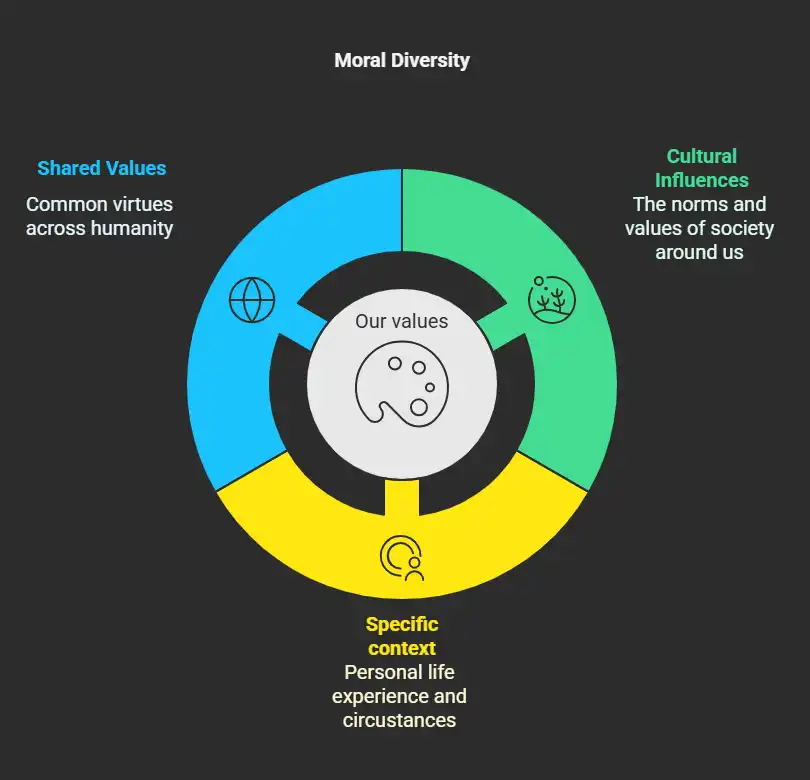 Moral Diversity
Shared Values
Common virtues
across humanity
Cultural
Influences
The norms and
values of society
around us
Our values
Specific
context
Personal life
experience and
circustances